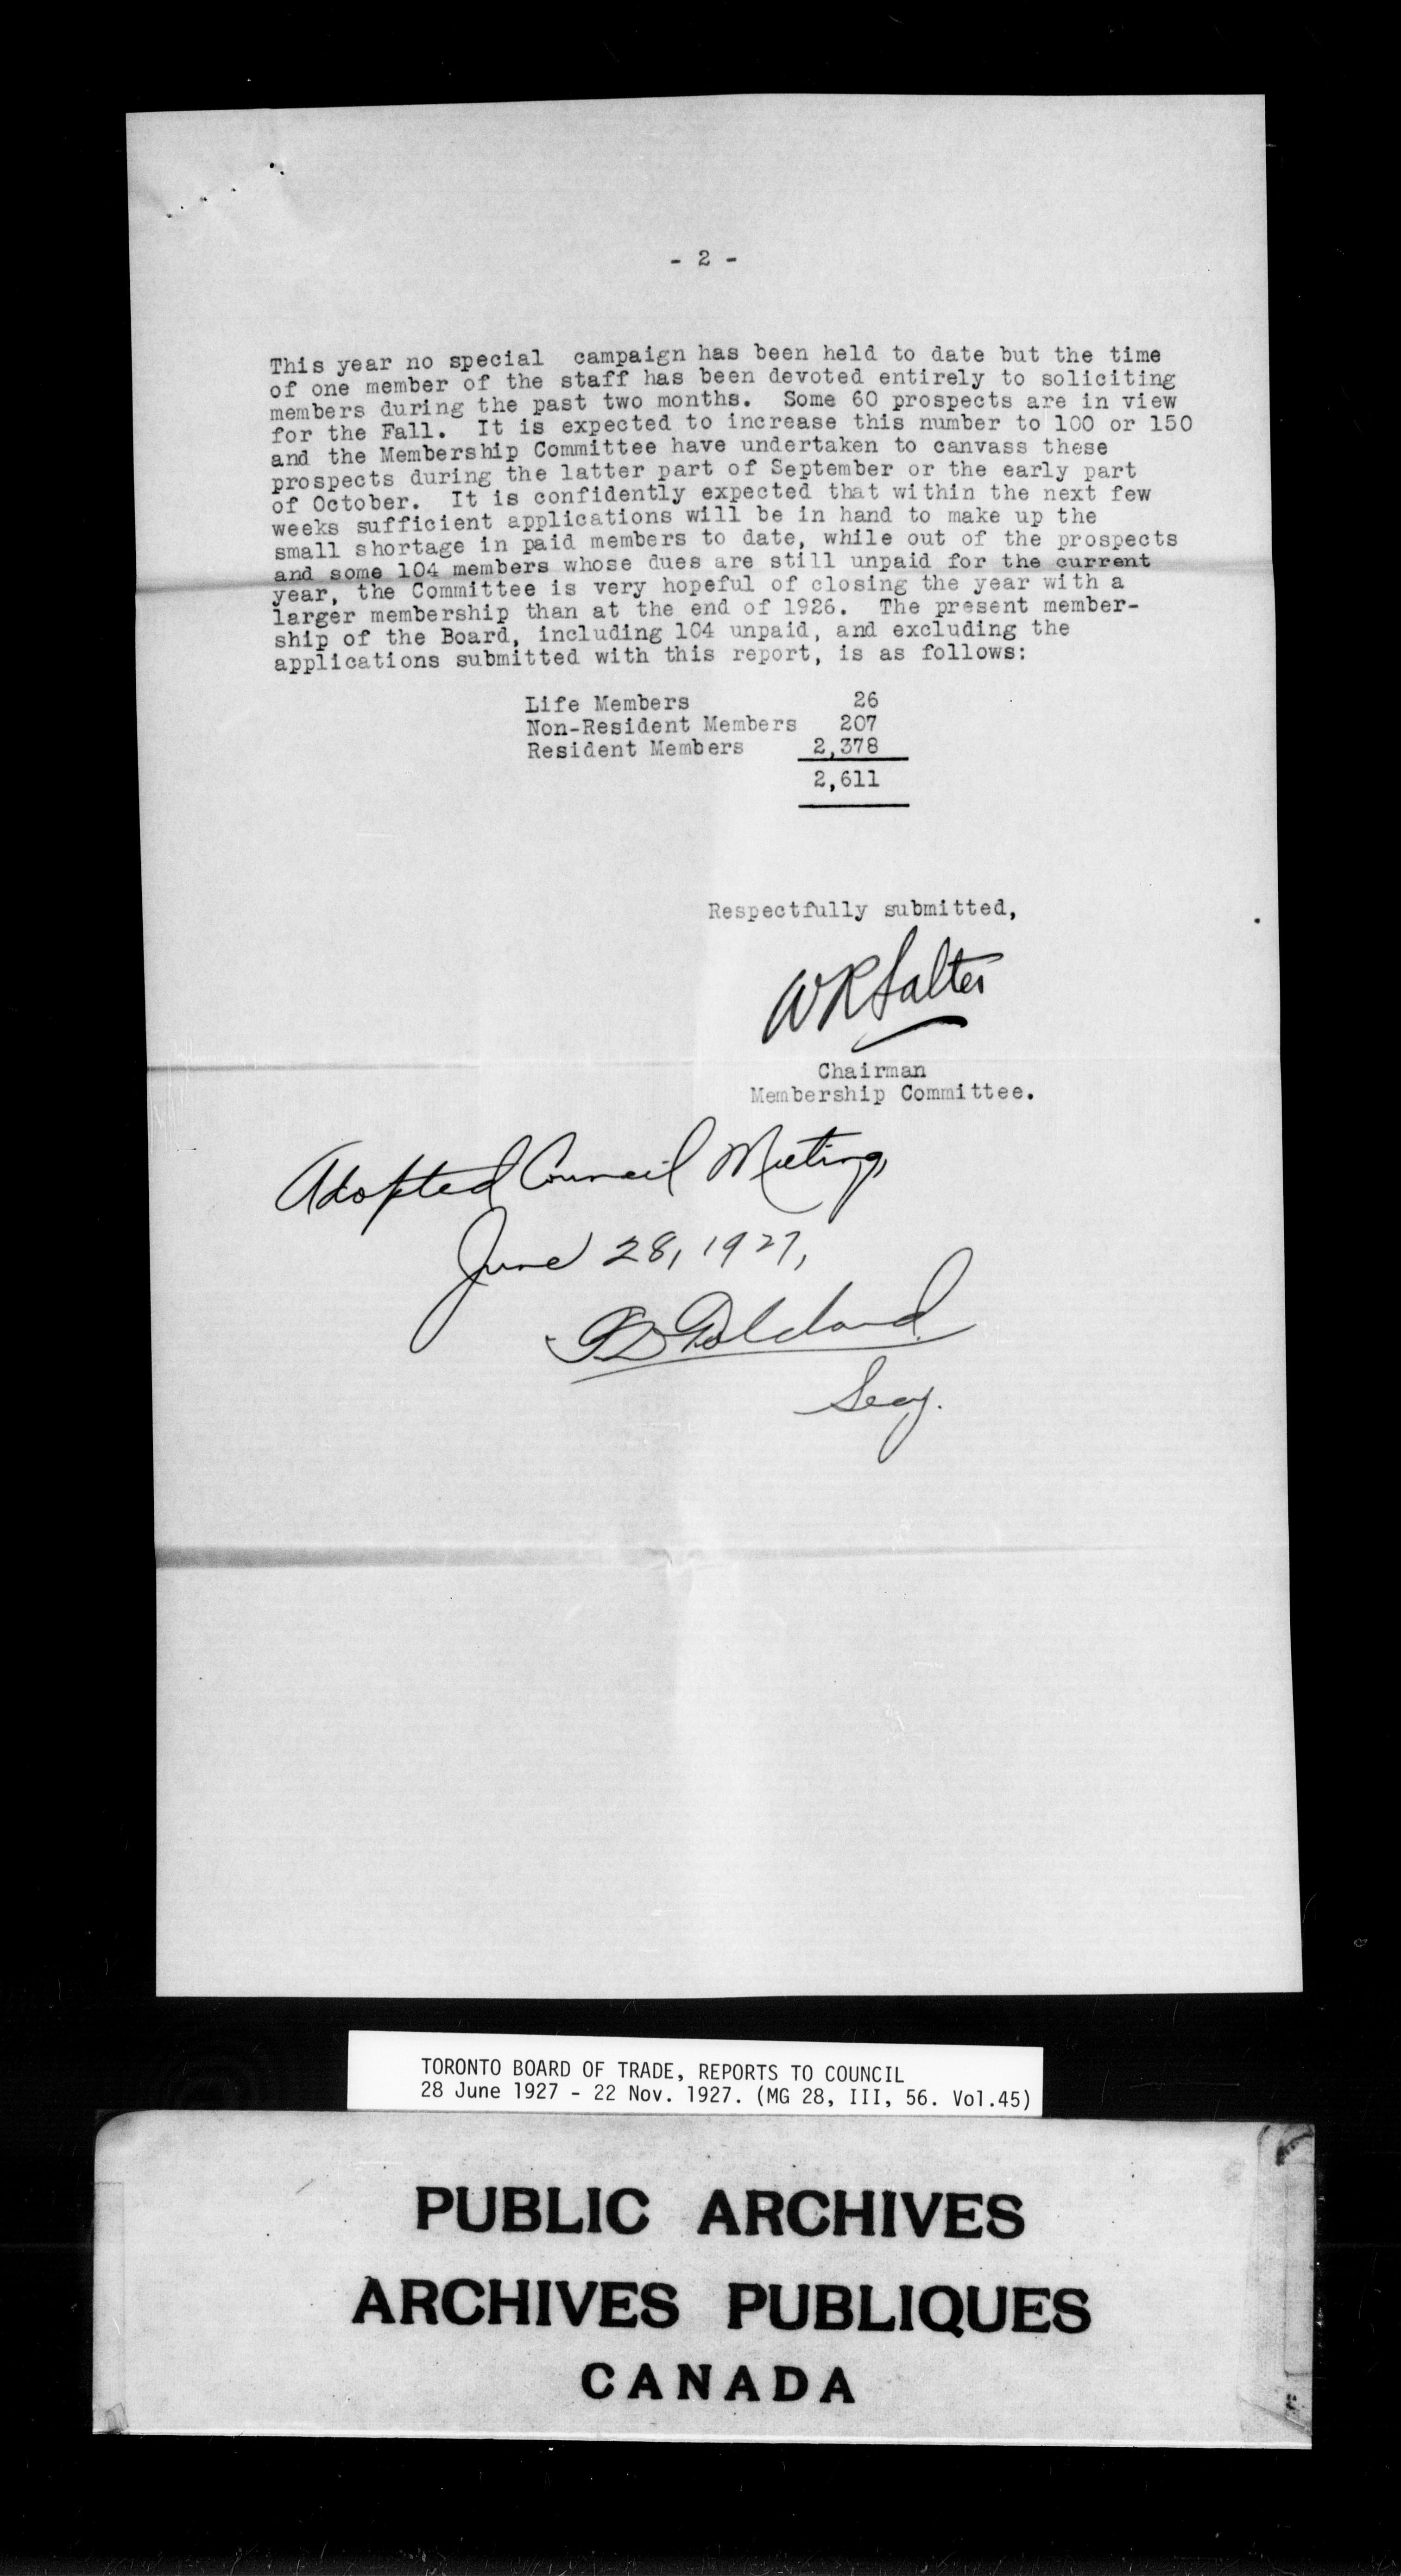 - 2 -
This year no special campaign has been held to date but the time
of one member of the staff has been devoted entirely to soliciting
members during the past two months. Some 60 prospects are in view
for the Fall. It is expected to increase this number to 100 or 150
and the Membership Committee have undertaken to canvass these
prospects during the latter part of September or the early part
of October. It is confidently expected that within the next few
weeks sufficient applications will be in hand to make up the
small shortage in paid members to date, while out of the prospects
and some 104 members whose dues are still unpaid for the current
year, the Committee is very hopeful of closing the year with a
larger membership than at the end of 1926. The present member-
ship of the Board, including 104 unpaid, and excluding the
applications submitted with this report, is as follows:
Life Members 26
Non-Resident Members 207
Resident Members 2,378
2,611
Respectfully submitted,
W R Salter
Chairman
Membership Committee.
Adopted Council Meeting,
June 28, 1927,
Secy.
TORONTO BOARD OF TRADE, REPORTS TO COUNCIL
28 June 1927 - 22 Nov. 1927. (MG 28, III, 56. Vol.45)
PUBLIC ARCHIVES
ARCHIVES PUBLIQUES
CANADA